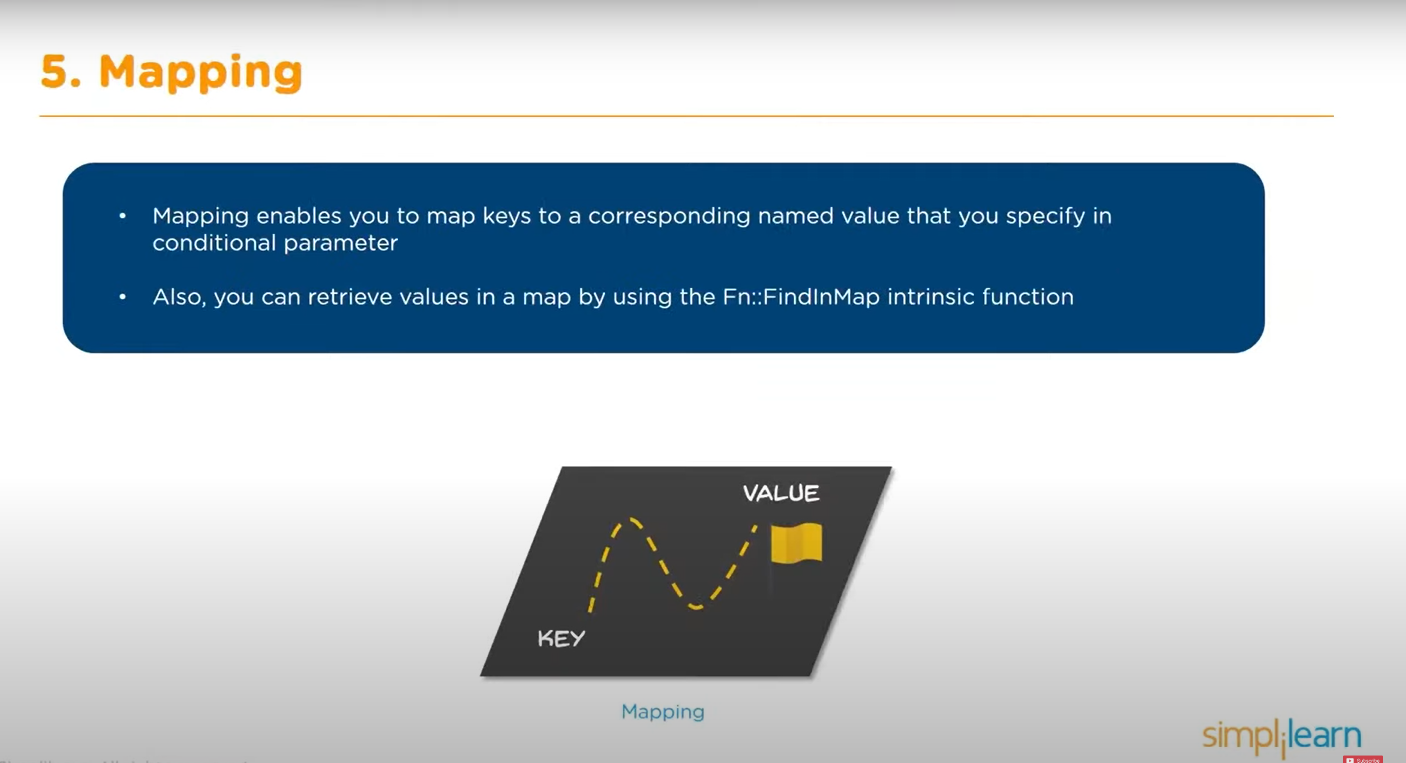 5. Mapping
• Mapping enables you to map keys to a corresponding named value that you specify in
conditional parameter
• Also, you can retrieve values in a map by using the Fn::FindInMap intrinsic function
VALUE
KEY
Mapping
simplilearn
Subscribe